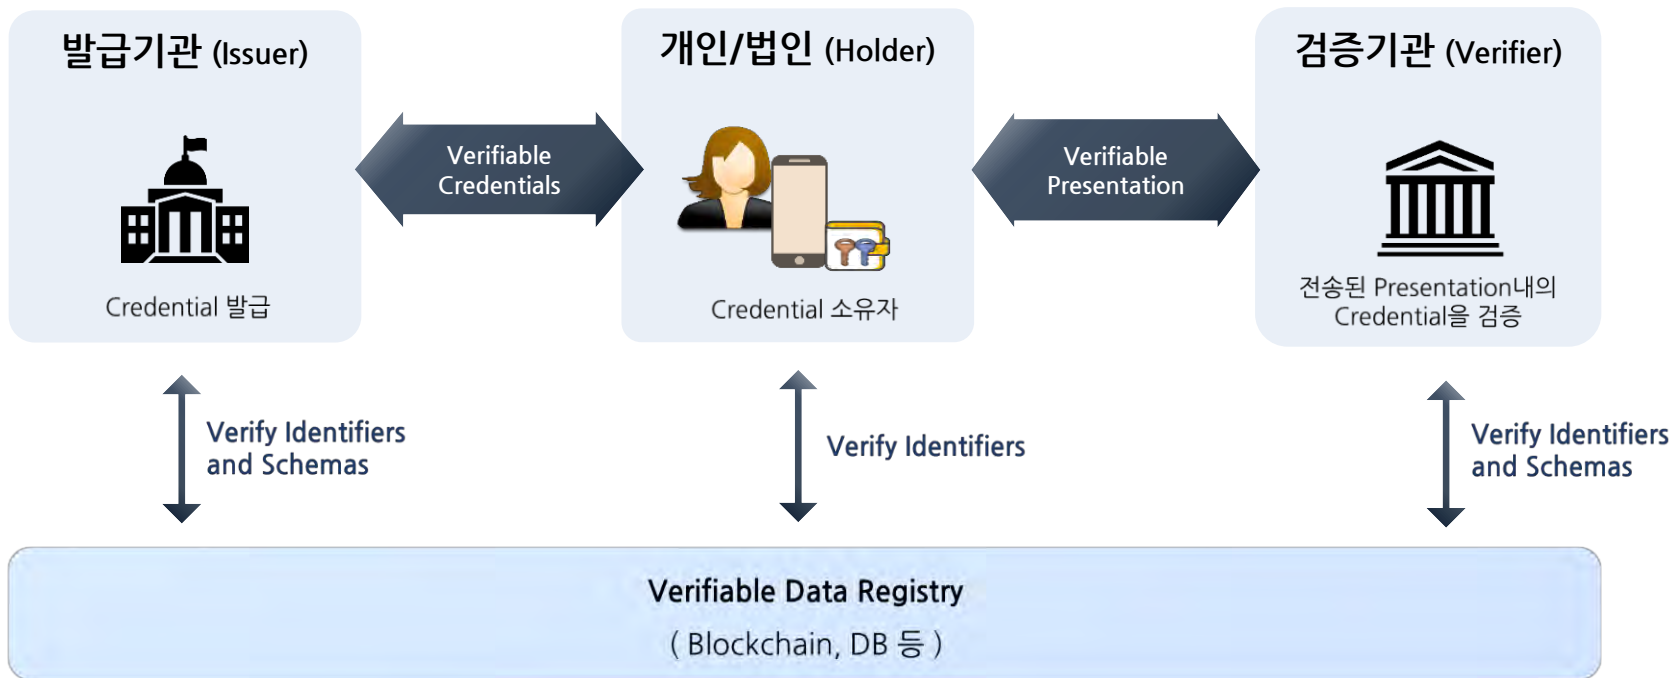 발급기관 (Issuer)
개인/법인 (Holder)
검증기관 (Verifier)
Verifiable
Credentials
Verifiable
Presentation
Credential 발급
Credential 소유자
전송된 Presentation내의
Credential을 검증
Verify Identifiers
and Schemas
Verify Identifiers
Verify Identifiers
and Schemas
Verifiable Data Registry
( Blockchain, DB 등 )